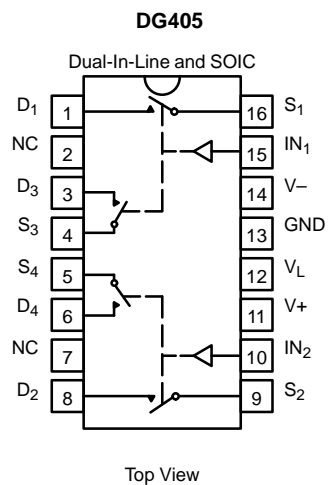 DG405
Dual-In-Line and SOIC
D1 1 16 S1
NC 2 15 IN1
D3 3 14 V–
S3 4 13 GND
S4 5 12 VL
D4 6 11 V+
NC 7 10 IN2
D2 8 9 S2
Top View